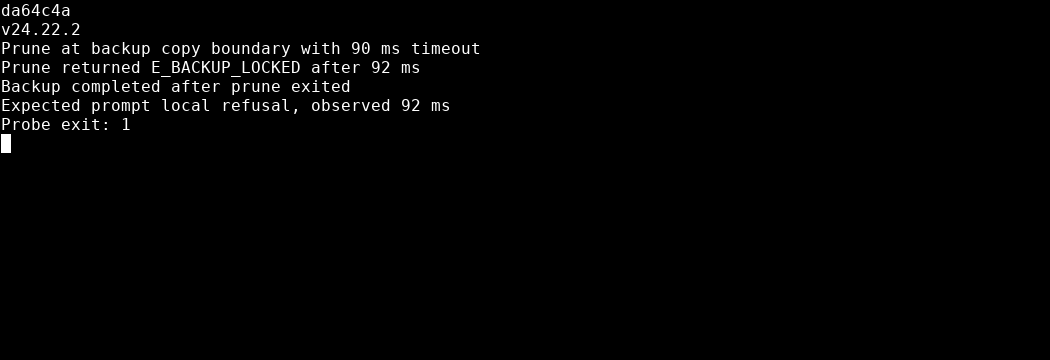 da64c4a
v24.22.2
Prune at backup copy boundary with 90 ms timeout
Prune returned E_BACKUP_LOCKED after 92 ms
Backup completed after prune exited
Expected prompt local refusal, observed 92 ms
Probe exit: 1